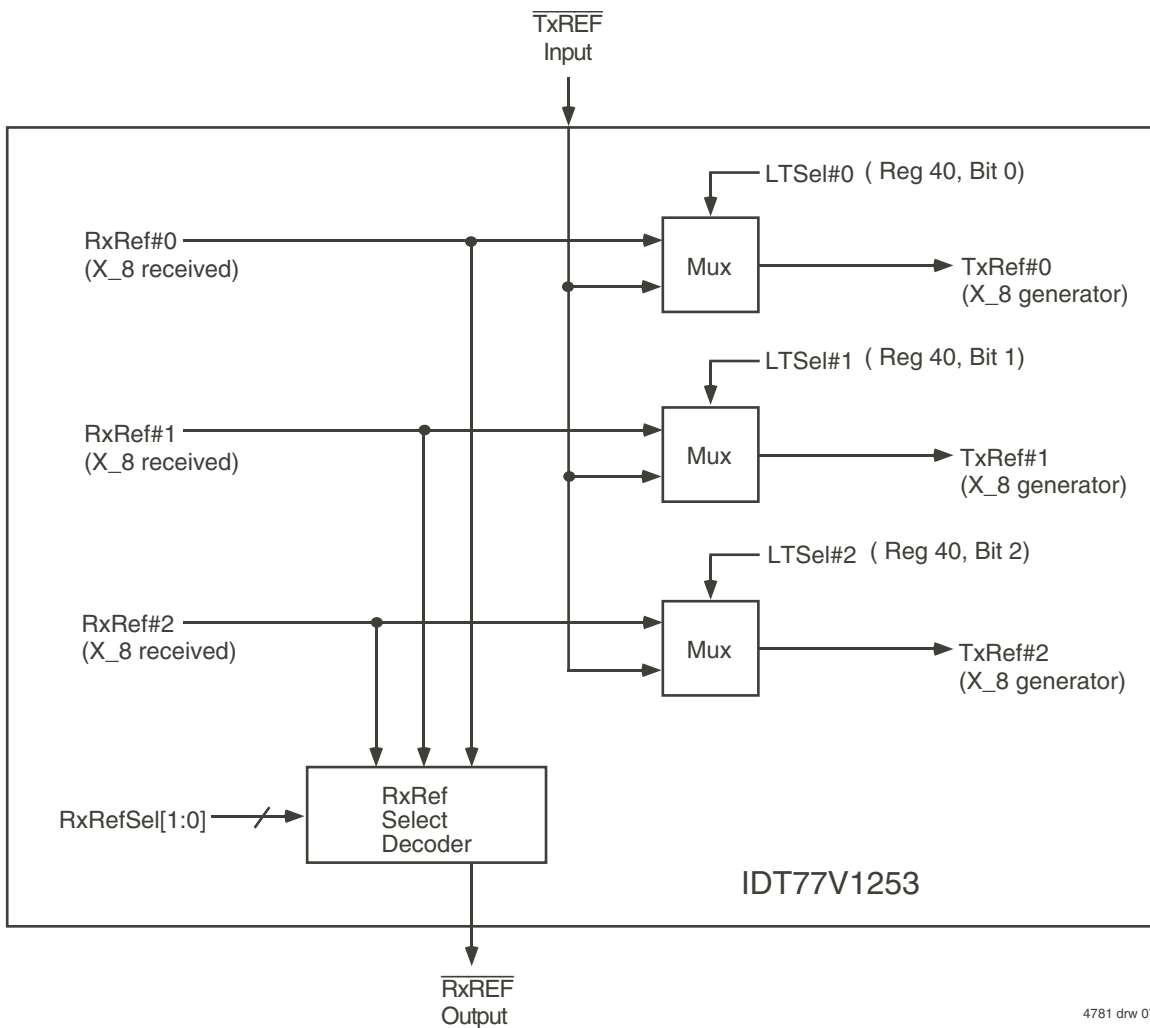 TxREF
Input
LTSel#0 ( Reg 40, Bit 0)
RxRef#0
(X_8 received)
Mux
TxRef#0
(X_8 generator)
LTSel#1 ( Reg 40, Bit 1)
RxRef#1
(X_8 received)
Mux
TxRef#1
(X_8 generator)
LTSel#2 ( Reg 40, Bit 2)
RxRef#2
(X_8 received)
Mux
TxRef#2
(X_8 generator)
RxRefSel[1:0]
RxRef
Select
Decoder
IDT77V1253
RxREF
Output
4781 drw